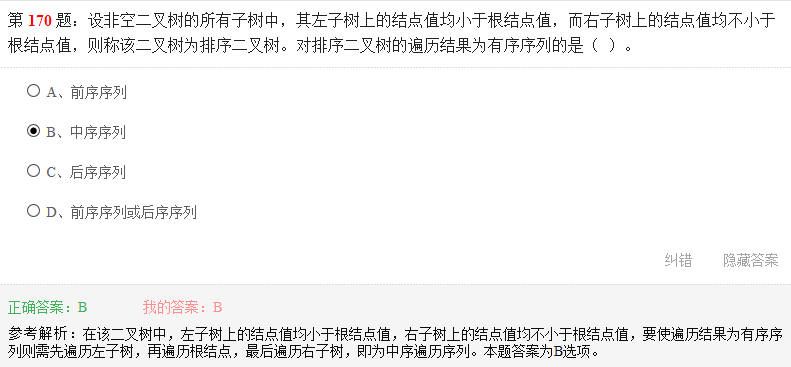 第 170 题：设非空二叉树的所有子树中，其左子树上的结点值均小于根结点值，而右子树上的结点值均不小于
根结点值，则称该二叉树为排序二叉树。对排序二叉树的遍历结果为有序序列的是（ ）。
A、前序序列
B、中序序列
C、后序序列
D、前序序列或后序序列
纠错 隐藏答案
正确答案：B 我的答案：B
参考解析：在该二叉树中，左子树上的结点值均小于根结点值，右子树上的结点值均不小于根结点值，要使遍历结果为有序序
列则需先遍历左子树，再遍历根结点，最后遍历右子树，即为中序遍历序列。本题答案为B选项。